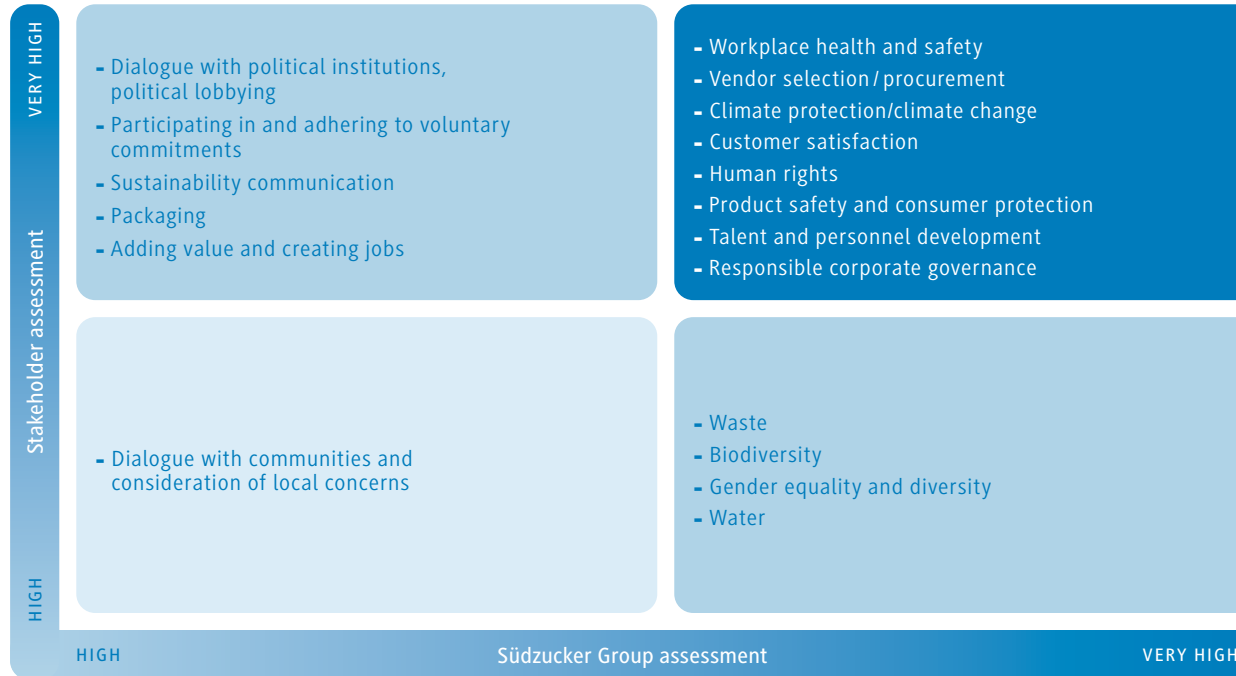 VERY HIGH
Stakeholder assessment
HIGH
- Dialogue with political institutions,
political lobbying
- Participating in and adhering to voluntary
commitments
- Sustainability communication
- Packaging
- Adding value and creating jobs
- Workplace health and safety
- Vendor selection / procurement
- Climate protection/climate change
- Customer satisfaction
- Human rights
- Product safety and consumer protection
- Talent and personnel development
- Responsible corporate governance
- Dialogue with communities and
consideration of local concerns
- Waste
- Biodiversity
- Gender equality and diversity
- Water
HIGH
Südzucker Group assessment
VERY HIGH